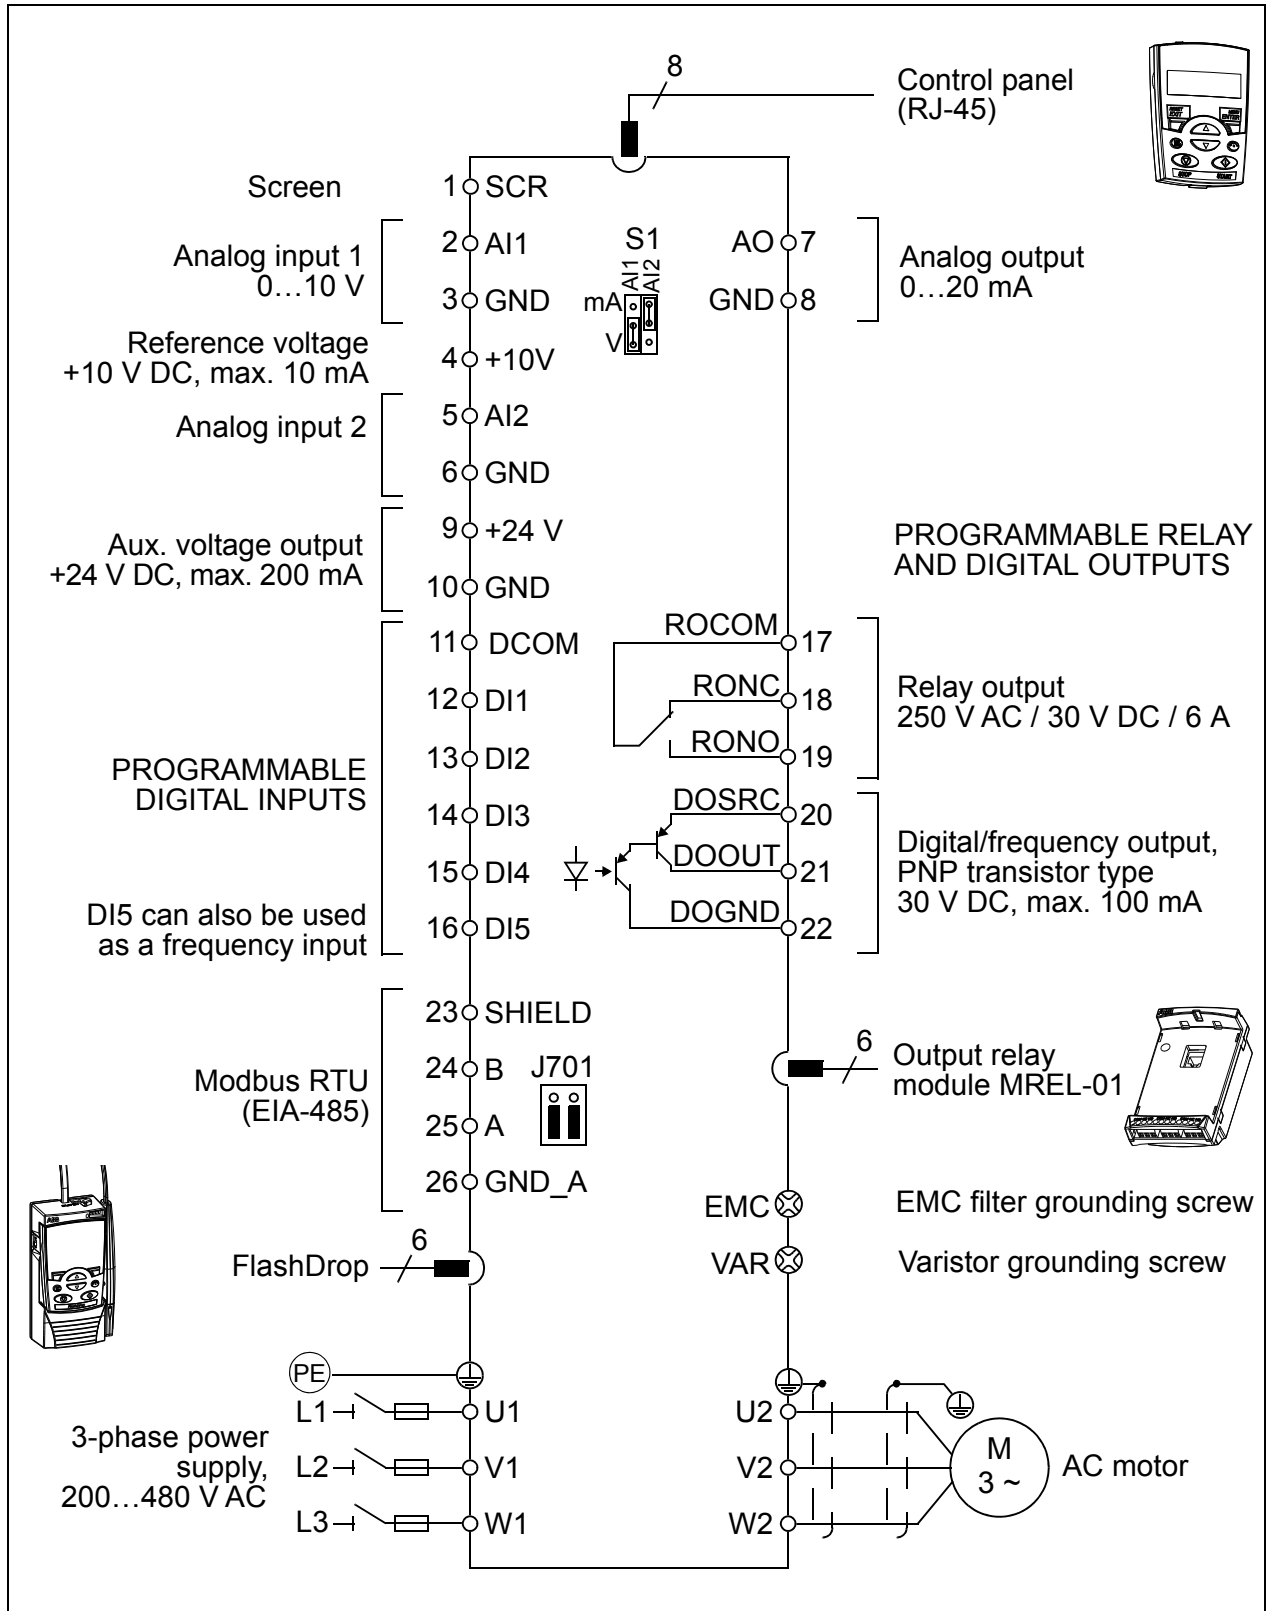 8
Control panel
(RJ-45)
Screen
1 SCR
Analog input 1
0…10 V
2 AI1
3 GND
S1
AI1
AI2
mA
V
AO 7
GND 8
Analog output
0…20 mA
Reference voltage
+10 V DC, max. 10 mA
4 +10V
Analog input 2
5 AI2
6 GND
Aux. voltage output
+24 V DC, max. 200 mA
9 +24 V
10 GND
PROGRAMMABLE RELAY
AND DIGITAL OUTPUTS
PROGRAMMABLE
DIGITAL INPUTS
DI5 can also be used
as a frequency input
11 DCOM
12 DI1
13 DI2
14 DI3
15 DI4
16 DI5
ROCOM 17
RONC 18
RONO 19
Relay output
250 V AC / 30 V DC / 6 A
DOSRC 20
DOOUT 21
DOGND 22
Digital/frequency output,
PNP transistor type
30 V DC, max. 100 mA
Modbus RTU
(EIA-485)
23 SHIELD
24 B
25 A
26 GND_A
J701
6
Output relay
module MREL-01
EMC
EMC filter grounding screw
VAR
Varistor grounding screw
FlashDrop
6
PE
3-phase power
supply,
200…480 V AC
L1 U1
L2 V1
L3 W1
U2
V2
W2
M
3 ~
AC motor
EXIT
ENTER
STOP
START
ABB